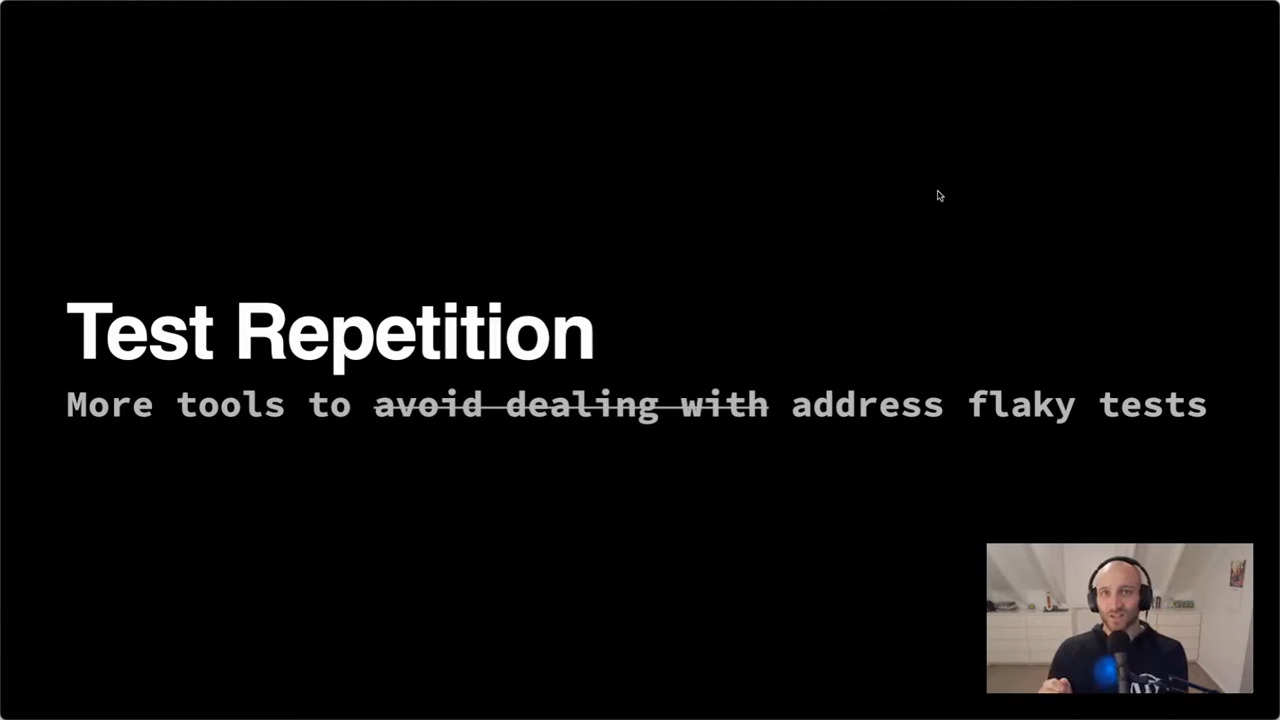 Test Repetition
More tools to avoid dealing with address flaky tests